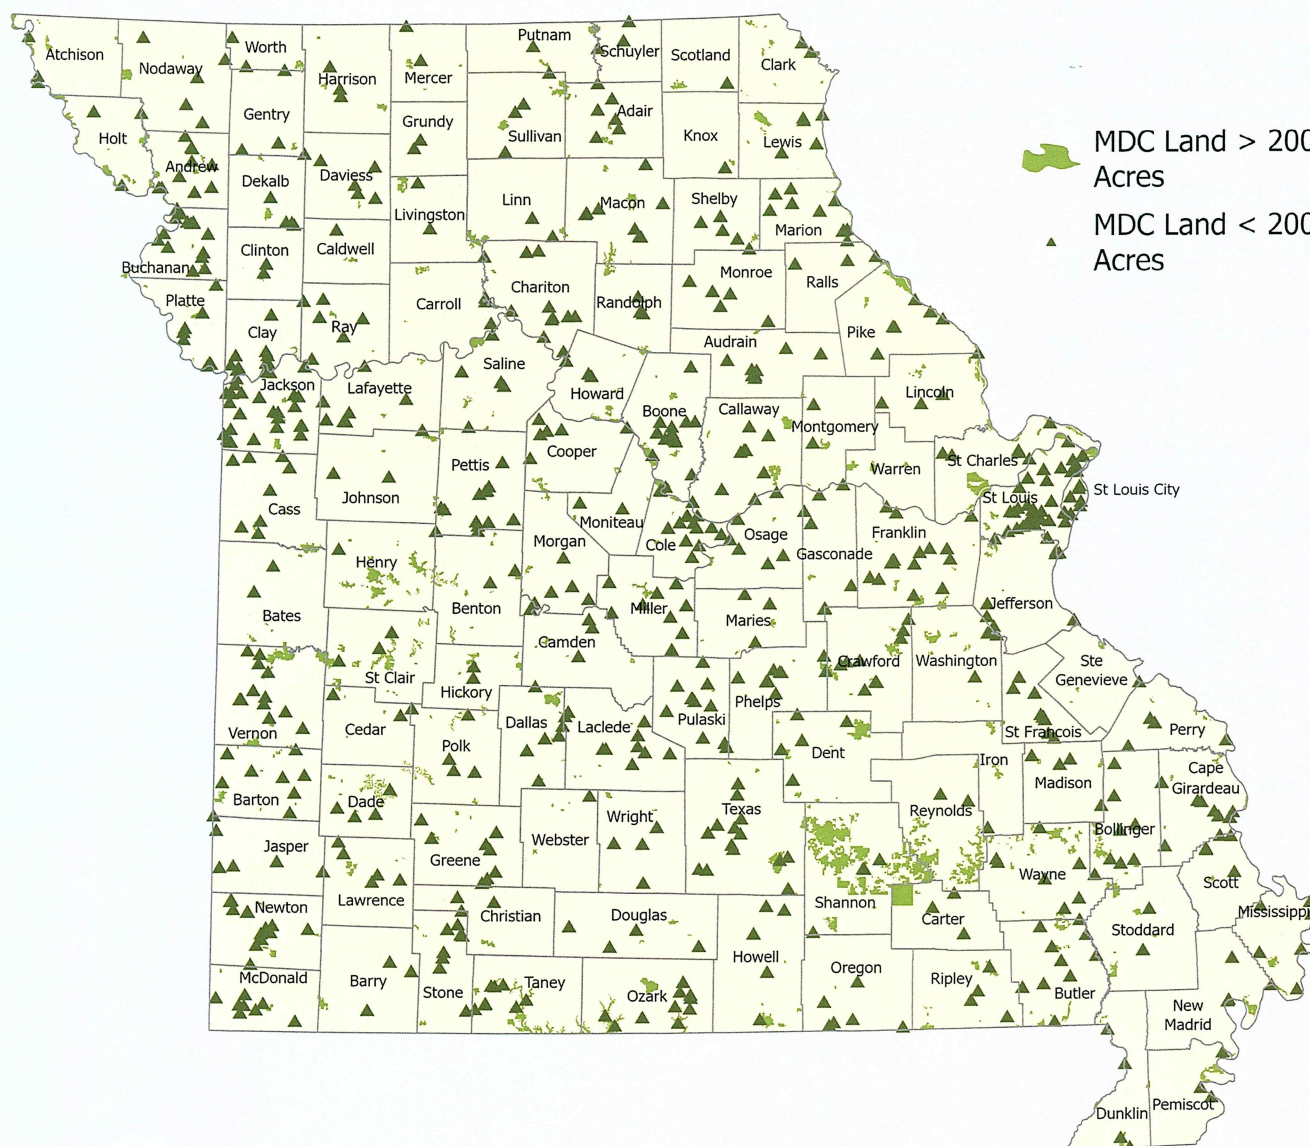 Atchison
Nodaway
Worth
Harrison
Mercer
Putnam
Schuyler
Scotland
Clark
Holt
Gentry
Grundy
Sullivan
Adair
Knox
Lewis
Andrew
Dekalb
Daviess
Livingston
Linn
Macon
Shelby
Marion
Buchanan
Clinton
Caldwell
Carroll
Chariton
Randolph
Monroe
Ralls
Platte
Clay
Ray
Saline
Howard
Audrain
Pike
Jackson
Lafayette
Boone
Callaway
Montgomery
Lincoln
Cass
Johnson
Pettis
Cooper
Moniteau
Cole
Osage
Gasconade
Warren
Franklin
St Charles
St Louis
St Louis City
Bates
Henry
Benton
Morgan
Camden
Miller
Maries
Jefferson
St Clair
Hickory
Pulaski
Phelps
Crawford
Washington
Ste
Genevieve
Vernon
Cedar
Polk
Dallas
Laclede
Dent
Iron
St Francois
Perry
Barton
Dade
Greene
Webster
Wright
Texas
Reynolds
Madison
Bollinger
Cape
Girardeau
Jasper
Lawrence
Christian
Douglas
Shannon
Carter
Wayne
Scott
Mississippi
Newton
McDonald
Barry
Stone
Taney
Ozark
Howell
Oregon
Ripley
Butler
Stoddard
New
Madrid
Dunklin
Pemiscot
MDC Land > 200
Acres
MDC Land < 200
Acres